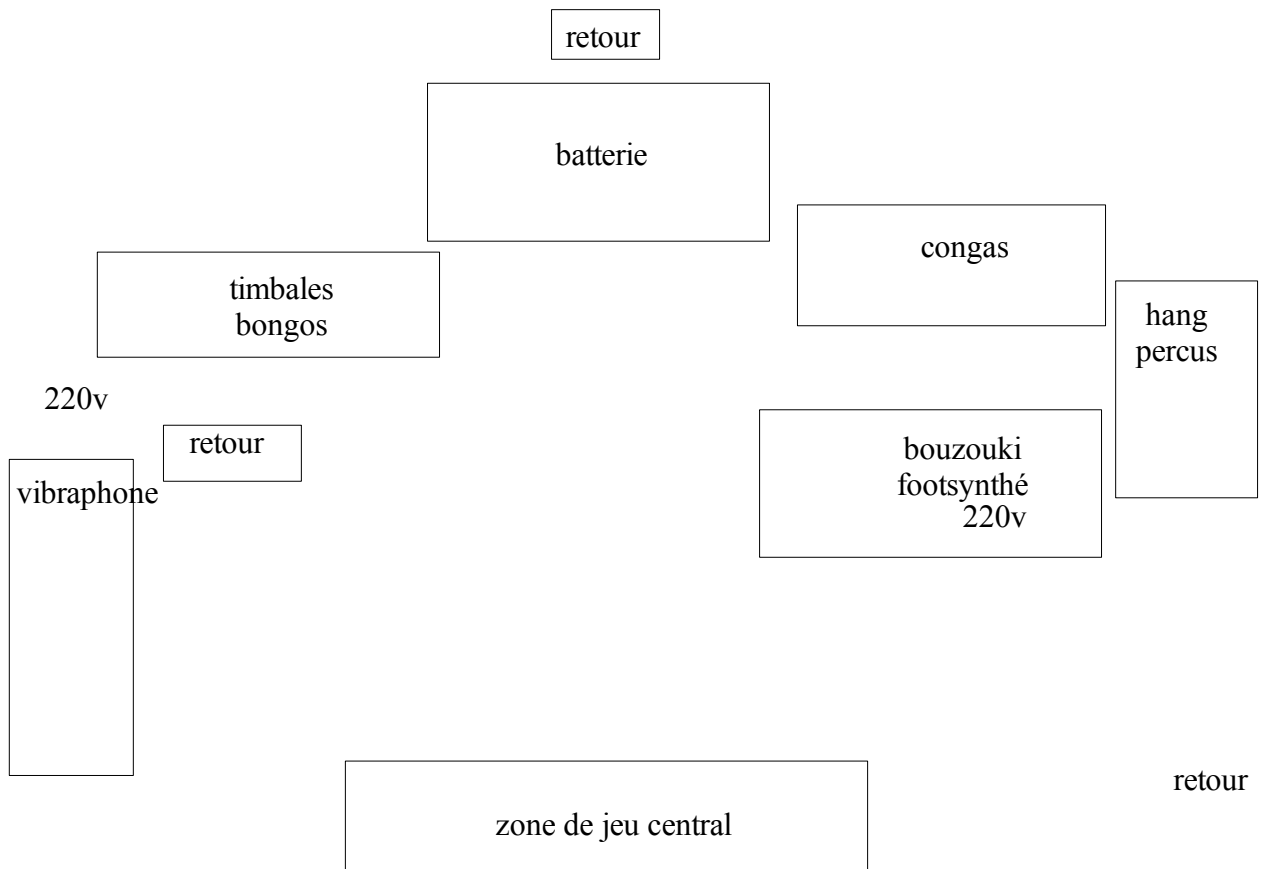 retour
batterie
congas
timbales
bongos
hang
percus
220v
retour
bouzouki
footsynthé
220v
vibraphone
retour
zone de jeu central